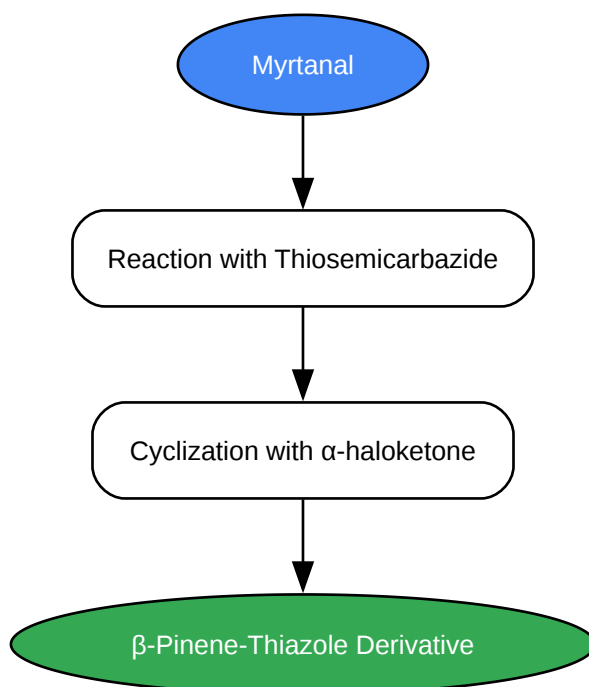 Myrtanal
Reaction with Thiosemicarbazide
Cyclization with α-haloketone
β-Pinene-Thiazole Derivative